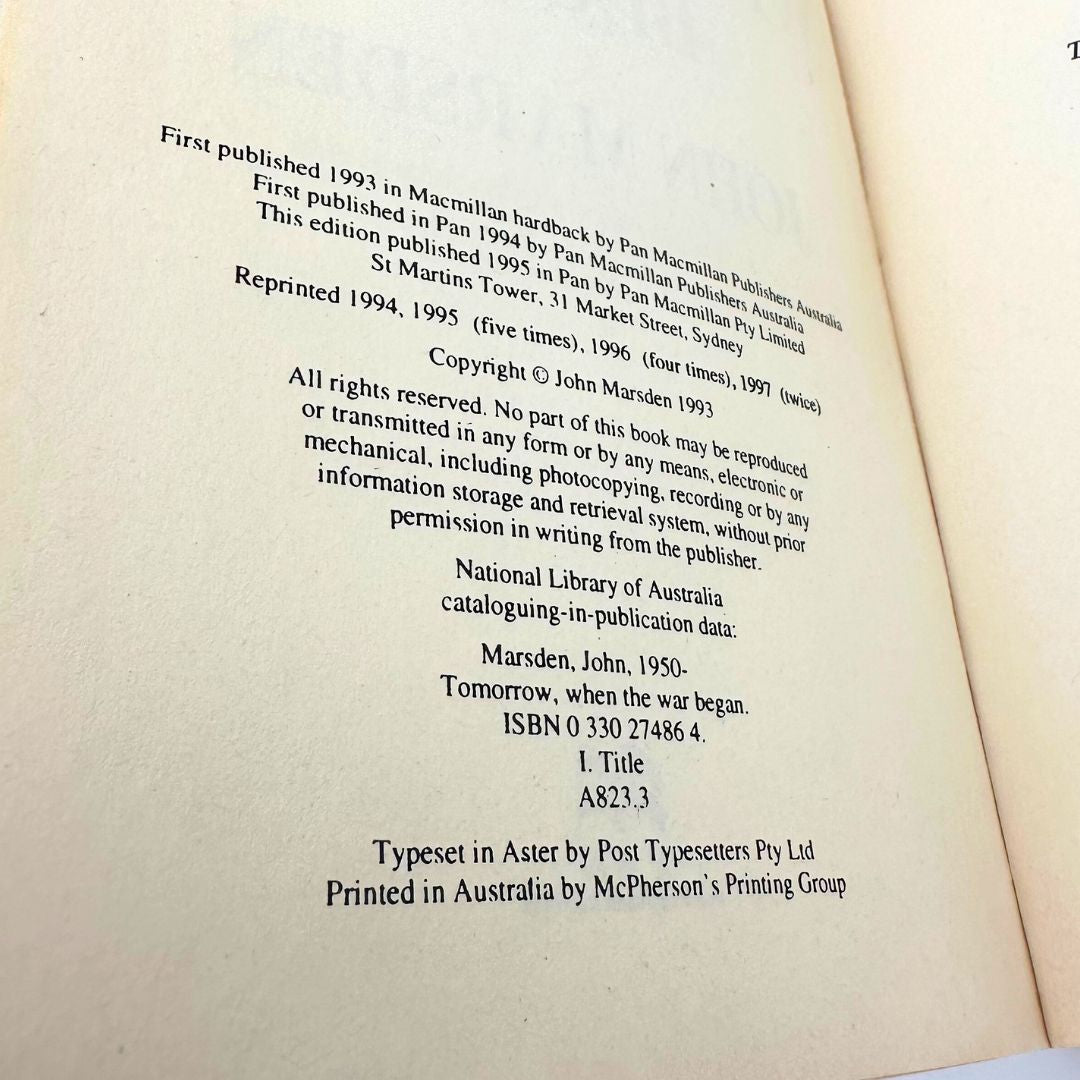 First published 1993 in Macmillan hardback by Pan Macmillan Publishers Australia
First published in Pan 1994 by Pan Macmillan Publishers Australia
This edition published 1995 in Pan by Pan Macmillan Pty Limited
St Martins Tower, 31 Market Street, Sydney
Reprinted 1994, 1995 (five times), 1996 (four times), 1997 (twice)
Copyright © John Marsden 1993
All rights reserved. No part of this book may be reproduced
or transmitted in any form or by any means, electronic or
mechanical, including photocopying, recording or by any
information storage and retrieval system, without prior
permission in writing from the publisher.
National Library of Australia
cataloguing-in-publication data:
Marsden, John, 1950-
Tomorrow, when the war began.
ISBN 0 330 27486 4.
I. Title
A823.3
Typeset in Aster by Post Typesetters Pty Ltd
Printed in Australia by McPherson's Printing Group